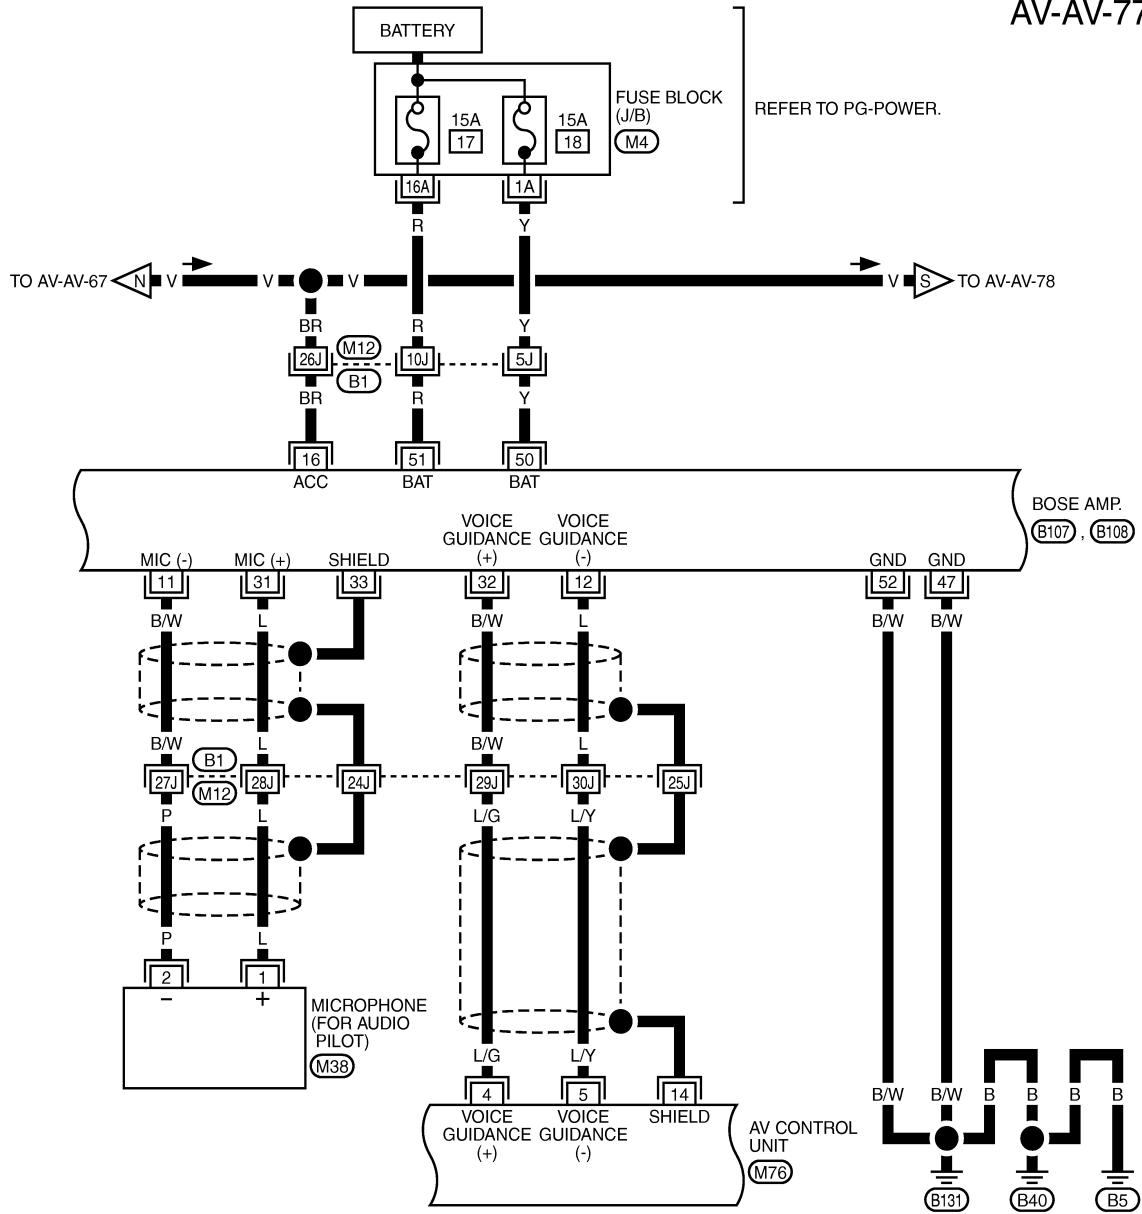 AV-AV-77
BATTERY
FUSE BLOCK
(J/B)
M4
15A
17
15A
18
REFER TO PG-POWER.
16A
1A
R
Y
TO AV-AV-67
N
V
V
V
V
S
TO AV-AV-78
BR
R
Y
26J
M12
B1
10J
5J
BR
R
Y
16
51
50
ACC
BAT
BAT
BOSE AMP.
B107 , B108
VOICE
GUIDANCE
(+)
VOICE
GUIDANCE
(-)
MIC (-)
MIC (+)
SHIELD
GND
GND
11
31
33
32
12
52
47
B/W
L
B/W
L
B/W
B/W
B/W
L
B/W
L
27J
B1
M12
28J
24J
29J
30J
25J
P
L
L/G
L/Y
P
L
2
1
−
+
MICROPHONE
(FOR AUDIO
PILOT)
M38
L/G
L/Y
4
5
14
VOICE
GUIDANCE
(+)
VOICE
GUIDANCE
(-)
SHIELD
AV CONTROL
UNIT
M76
B/W
B/W
B
B
B
B
B131
B40
B5